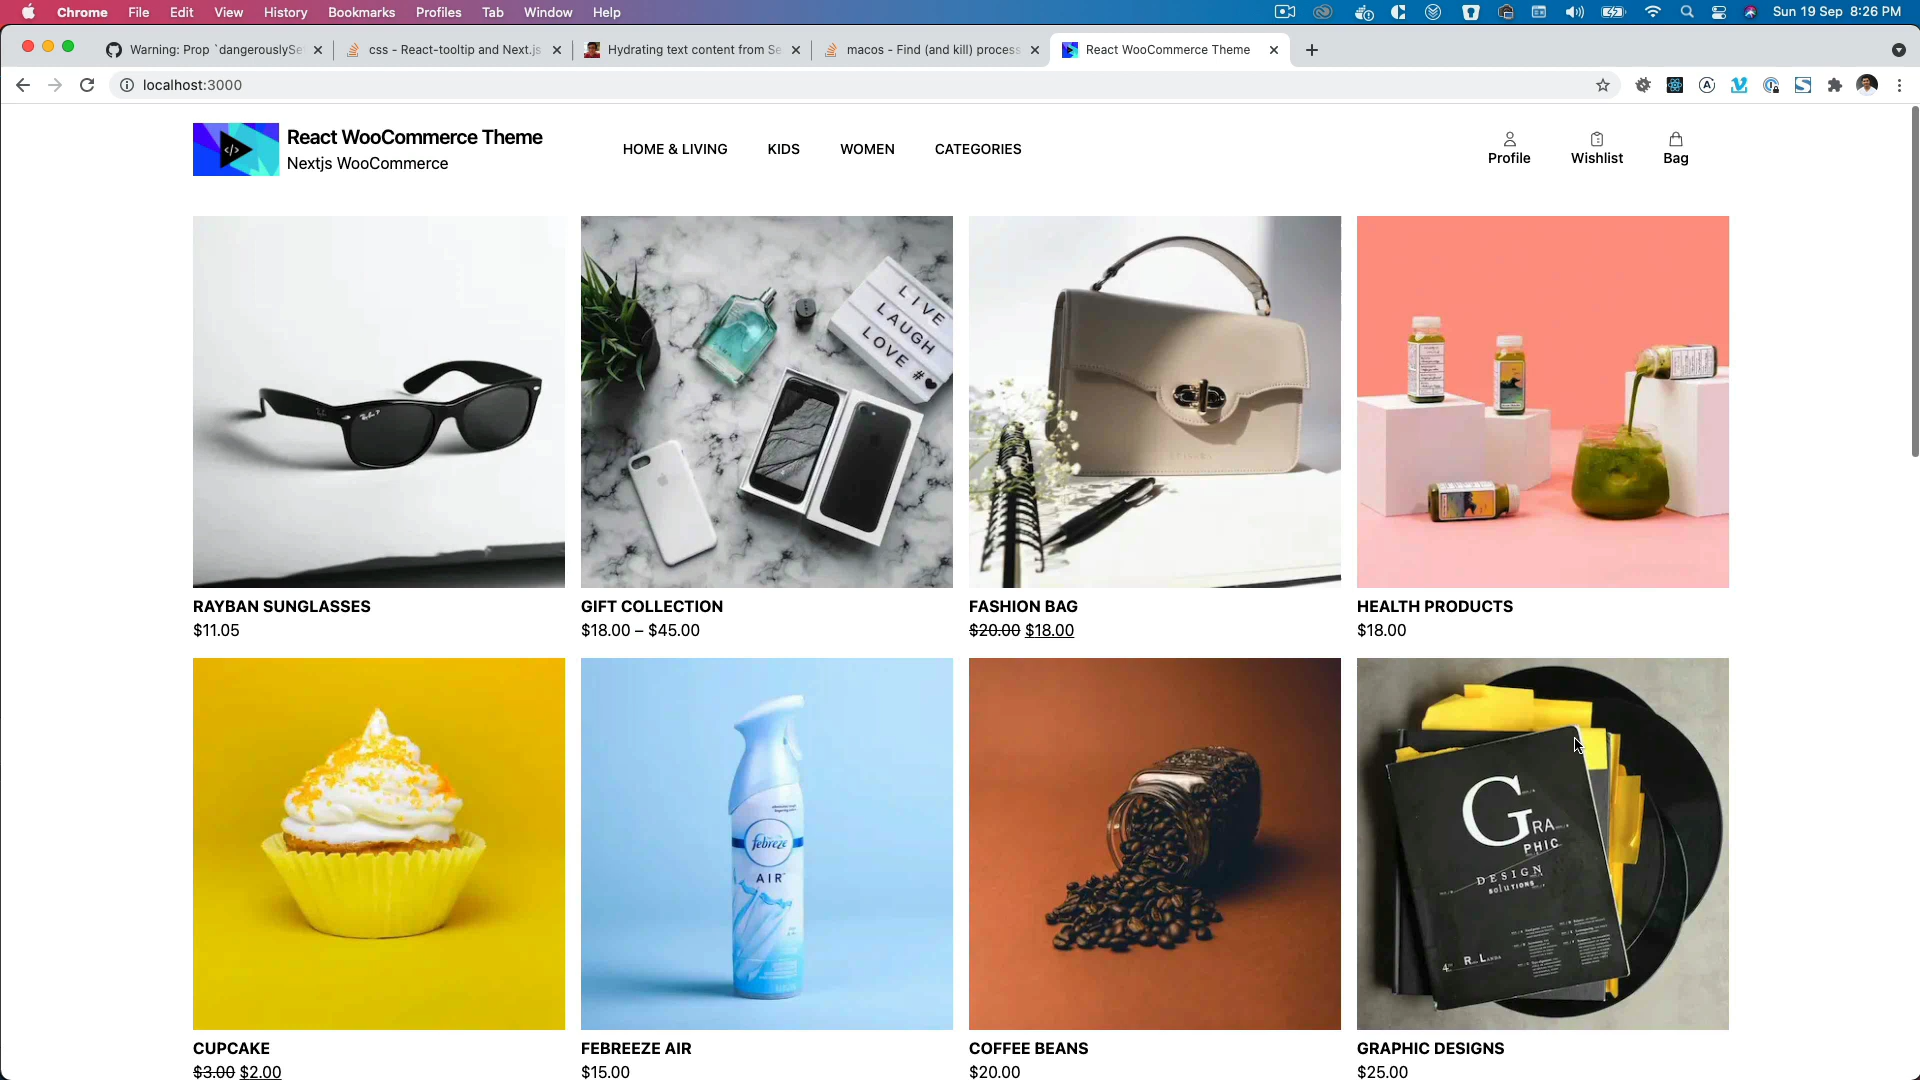 Chrome File Edit View History Bookmarks Profiles Tab Window Help Sun 19 Sep 8:26 PM
Warning: Prop `dangerouslySe css - React-tooltip and Next.js Hydrating text content from Se macos - Find (and kill) process React WooCommerce Theme
localhost:3000
React WooCommerce Theme
Nextjs WooCommerce
HOME & LIVING KIDS WOMEN CATEGORIES
Profile Wishlist Bag
LIVE
LAUGH
LOVE #
RAYBAN SUNGLASSES
$11.05
GIFT COLLECTION
$18.00 – $45.00
FASHION BAG
$20.00 $18.00
HEALTH PRODUCTS
$18.00
febreze
AIR
GRA
PHIC
DESIGN
SOLUTIONS
R. LANDA
CUPCAKE
$3.00 $2.00
FEBREEZE AIR
$15.00
COFFEE BEANS
$20.00
GRAPHIC DESIGNS
$25.00